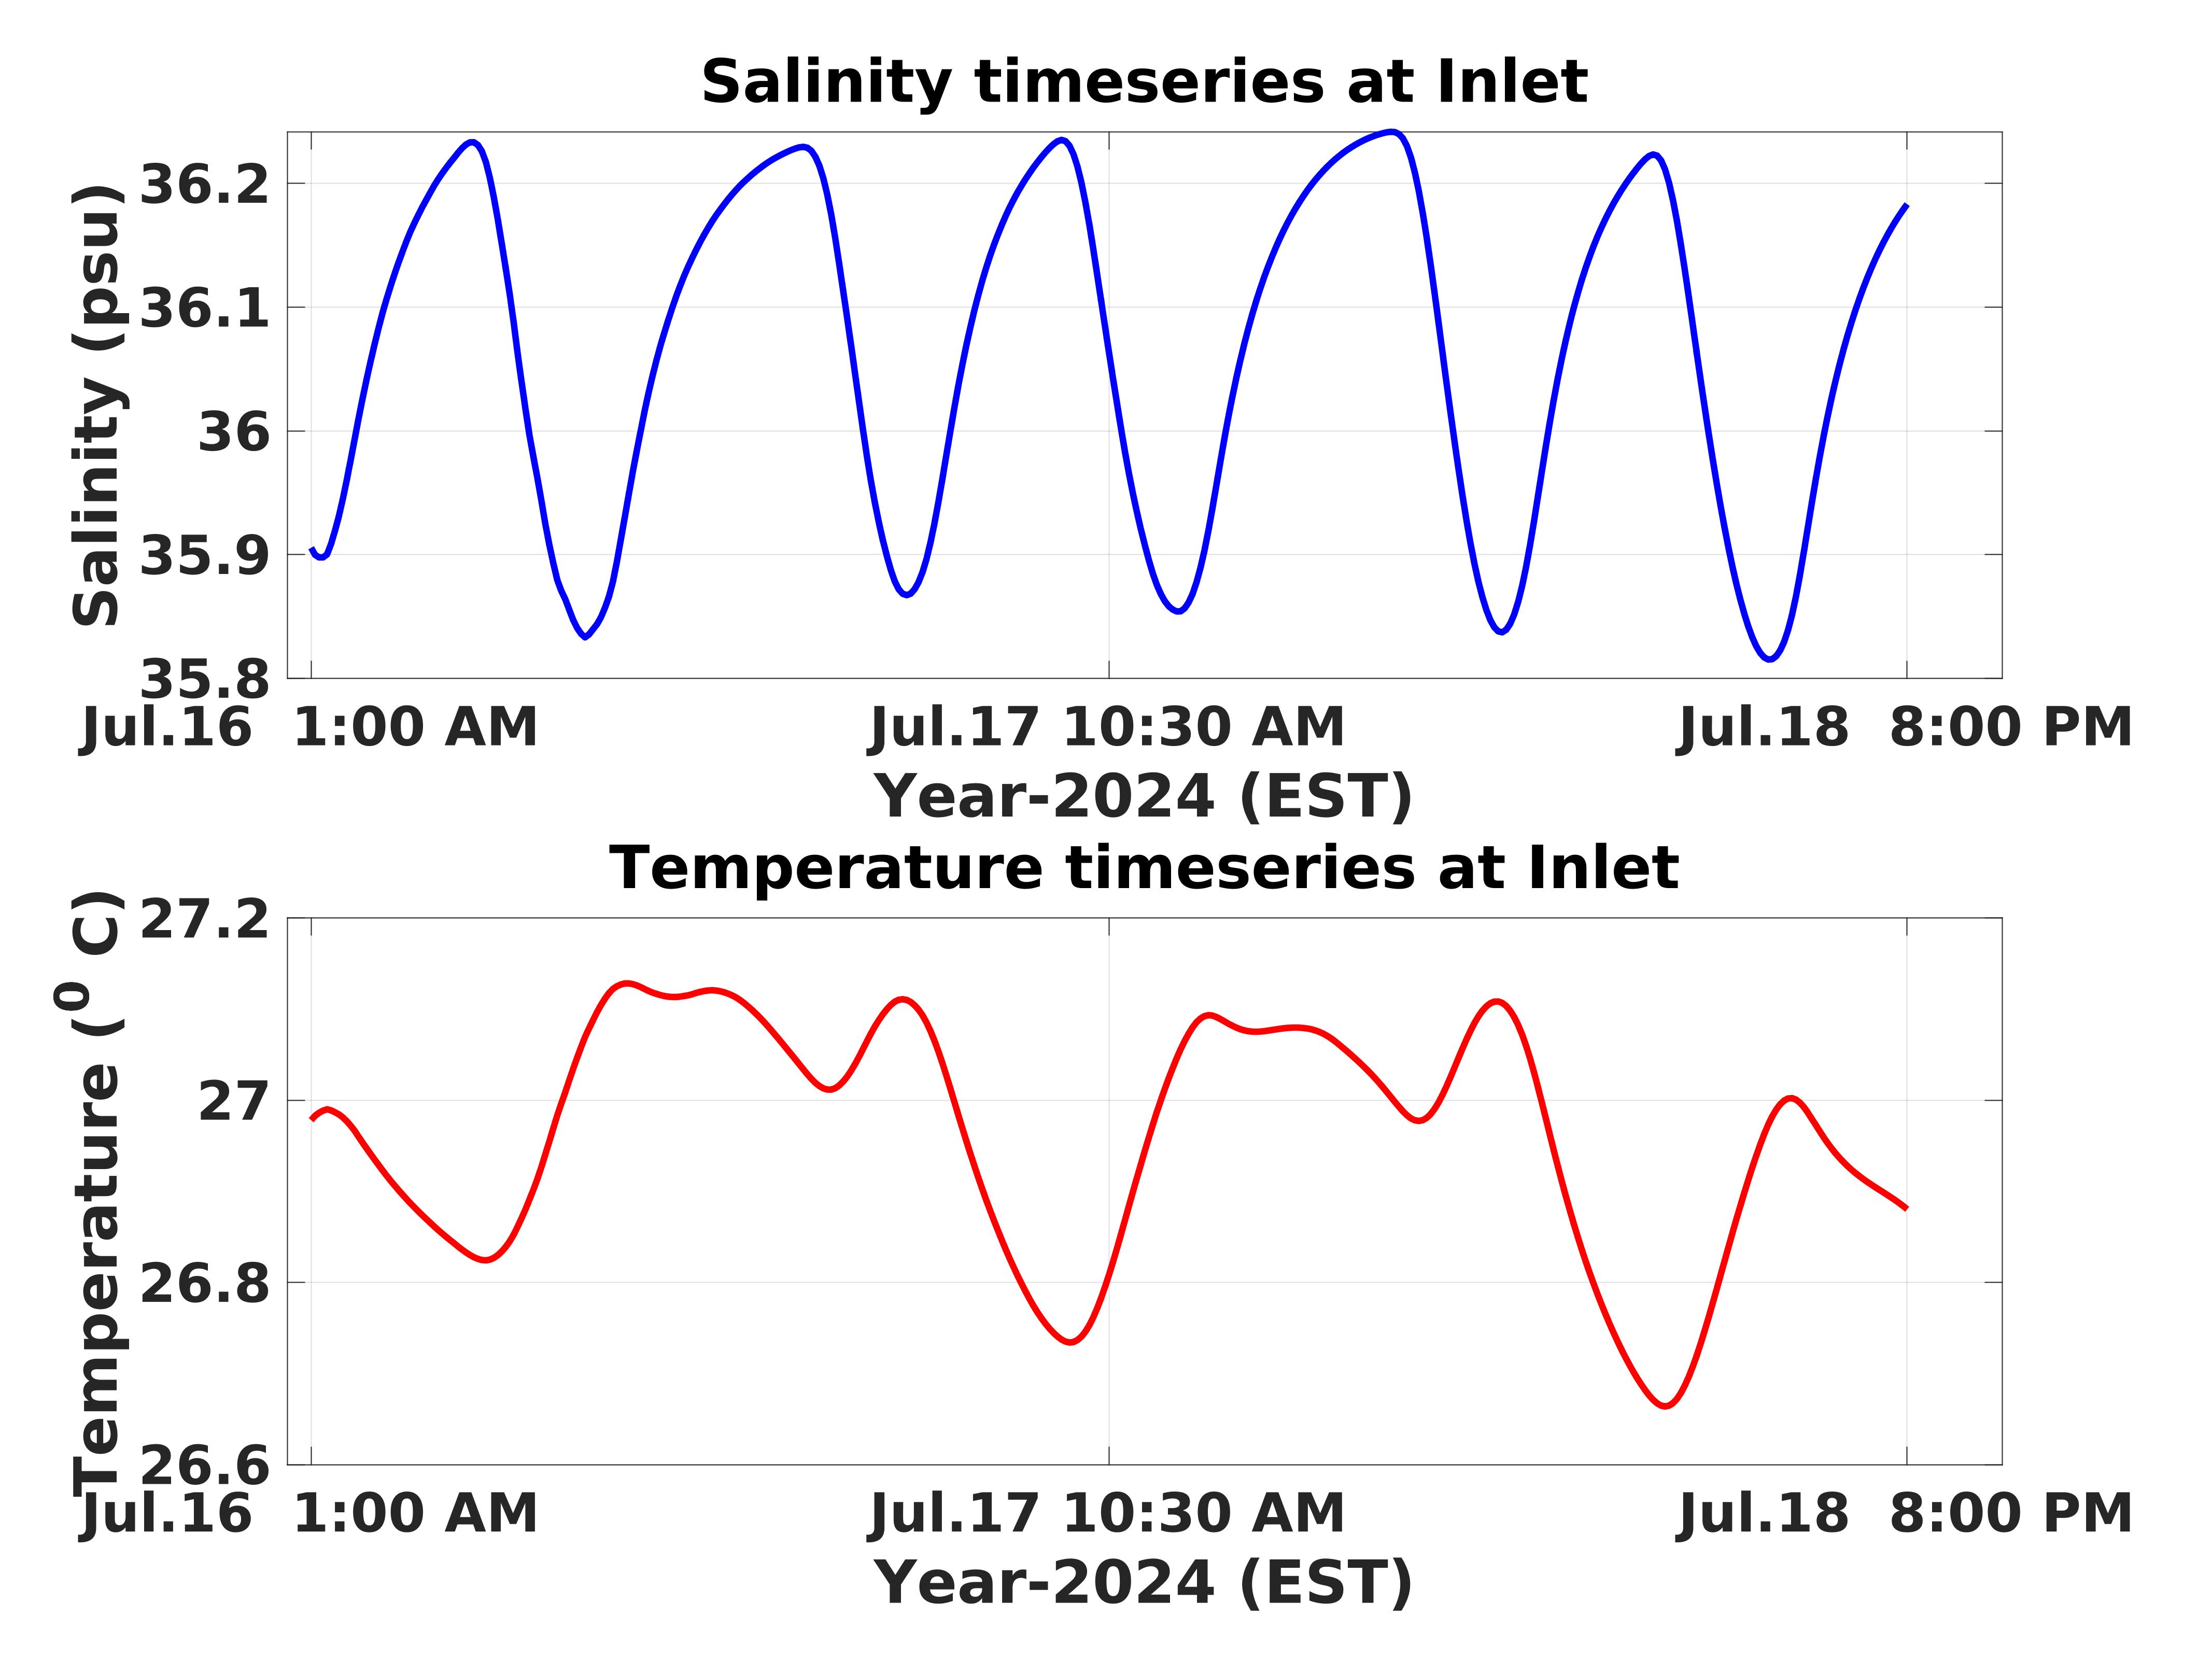 Salinity timeseries at Inlet
Salinity (psu)
36.2
36.1
36
35.9
35.8
Jul.16  1:00 AM
Jul.17 10:30 AM
Jul.18  8:00 PM
Year-2024 (EST)
Temperature timeseries at Inlet
Temperature (⁰ C)
27.2
27
26.8
26.6
Jul.16  1:00 AM
Jul.17 10:30 AM
Jul.18  8:00 PM
Year-2024 (EST)